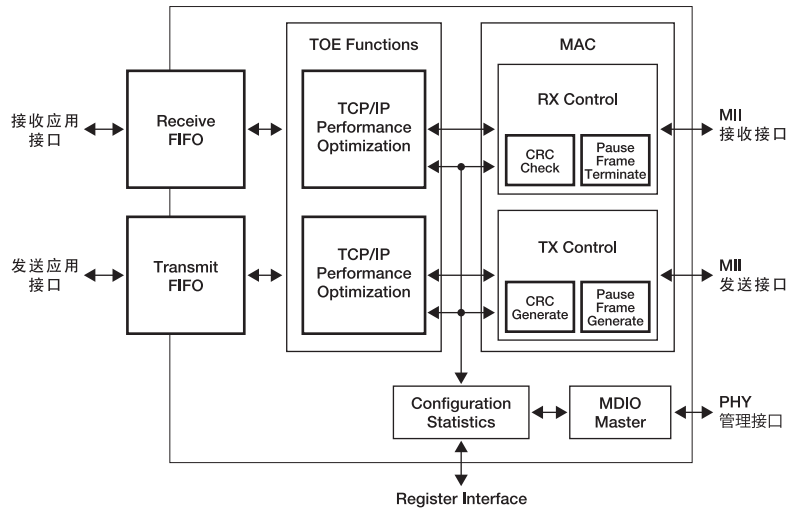 TOE Functions
MAC
接收应用
接口
Receive
FIFO
TCP/IP
Performance
Optimization
RX Control
CRC
Check
Pause
Frame
Terminate
MII
接收接口
发送应用
接口
Transmit
FIFO
TCP/IP
Performance
Optimization
TX Control
CRC
Generate
Pause
Frame
Generate
MII
发送接口
Configuration
Statistics
MDIO
Master
PHY
管理接口
Register Interface